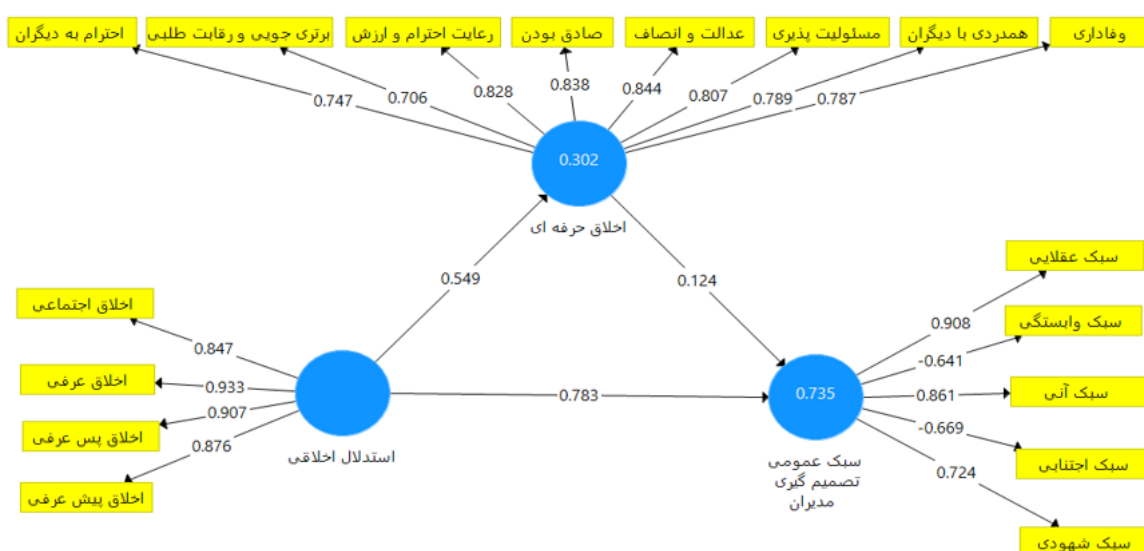 وفاداری
همدردی با دیگران
مسئولیت پذیری
عدالت و انصاف
صادق بودن
رعایت احترام و ارزش
برتری جویی و رقابت طلبی
احترام به دیگران
0.747
0.706
0.828
0.838
0.844
0.807
0.789
0.787
0.302
اخلاق حرفه ای
0.549
0.124
سبک عقلایی
اخلاق اجتماعی
0.908
سبک وابستگی
0.847
-0.641
اخلاق عرفی
0.933
0.783
0.735
0.861
سبک آنی
0.907
-0.669
اخلاق پس عرفی
0.876
استدلال اخلاقی
سبک عمومی
تصمیم گیری
مدیران
0.724
سبک اجتنابی
اخلاق پیش عرفی
سبک شهودی